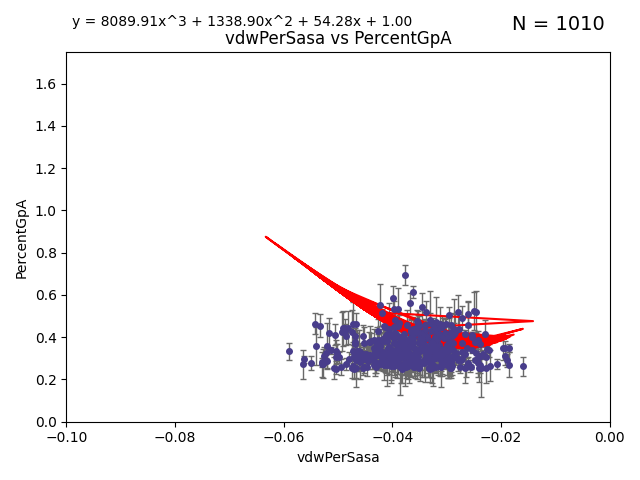 y = 8089.91x^3 + 1338.90x^2 + 54.28x + 1.00
N = 1010
vdwPerSasa vs PercentGpA
PercentGpA
1.6
1.4
1.2
1.0
0.8
0.6
0.4
0.2
0.0
−0.10 −0.08 −0.06 −0.04 −0.02 0.00
vdwPerSasa